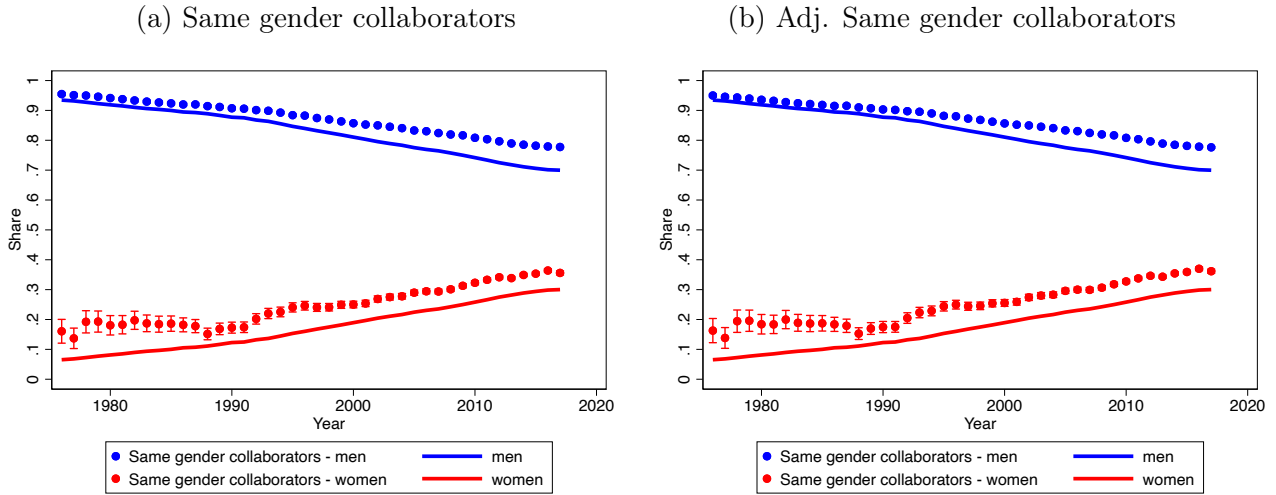 (a) Same gender collaborators
Share
1
.9
.8
.7
.6
.5
.4
.3
.2
.1
0
1980 1990 2000 2010 2020
Year
Same gender collaborators - men men
Same gender collaborators - women women
(b) Adj. Same gender collaborators
Share
1
.9
.8
.7
.6
.5
.4
.3
.2
.1
0
1980 1990 2000 2010 2020
Year
Same gender collaborators - men men
Same gender collaborators - women women